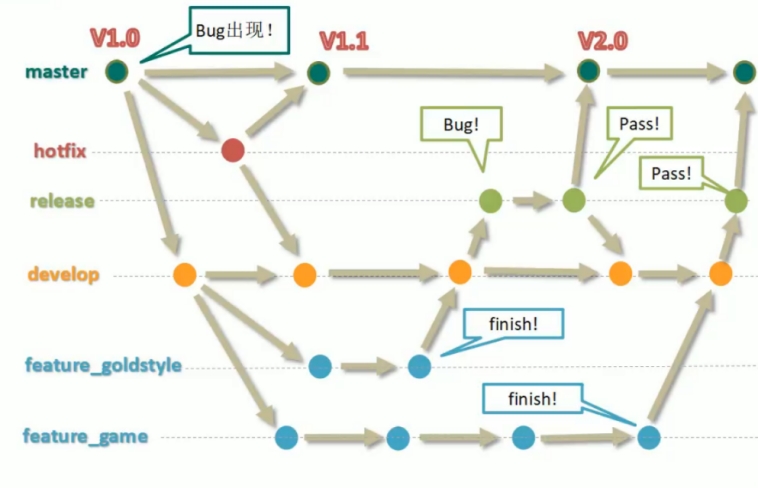 Bug出现！
V1.0
V1.1
V2.0
master
Bug!
Pass!
hotfix
Pass!
release
develop
finish!
feature_goldstyle
finish!
feature_game